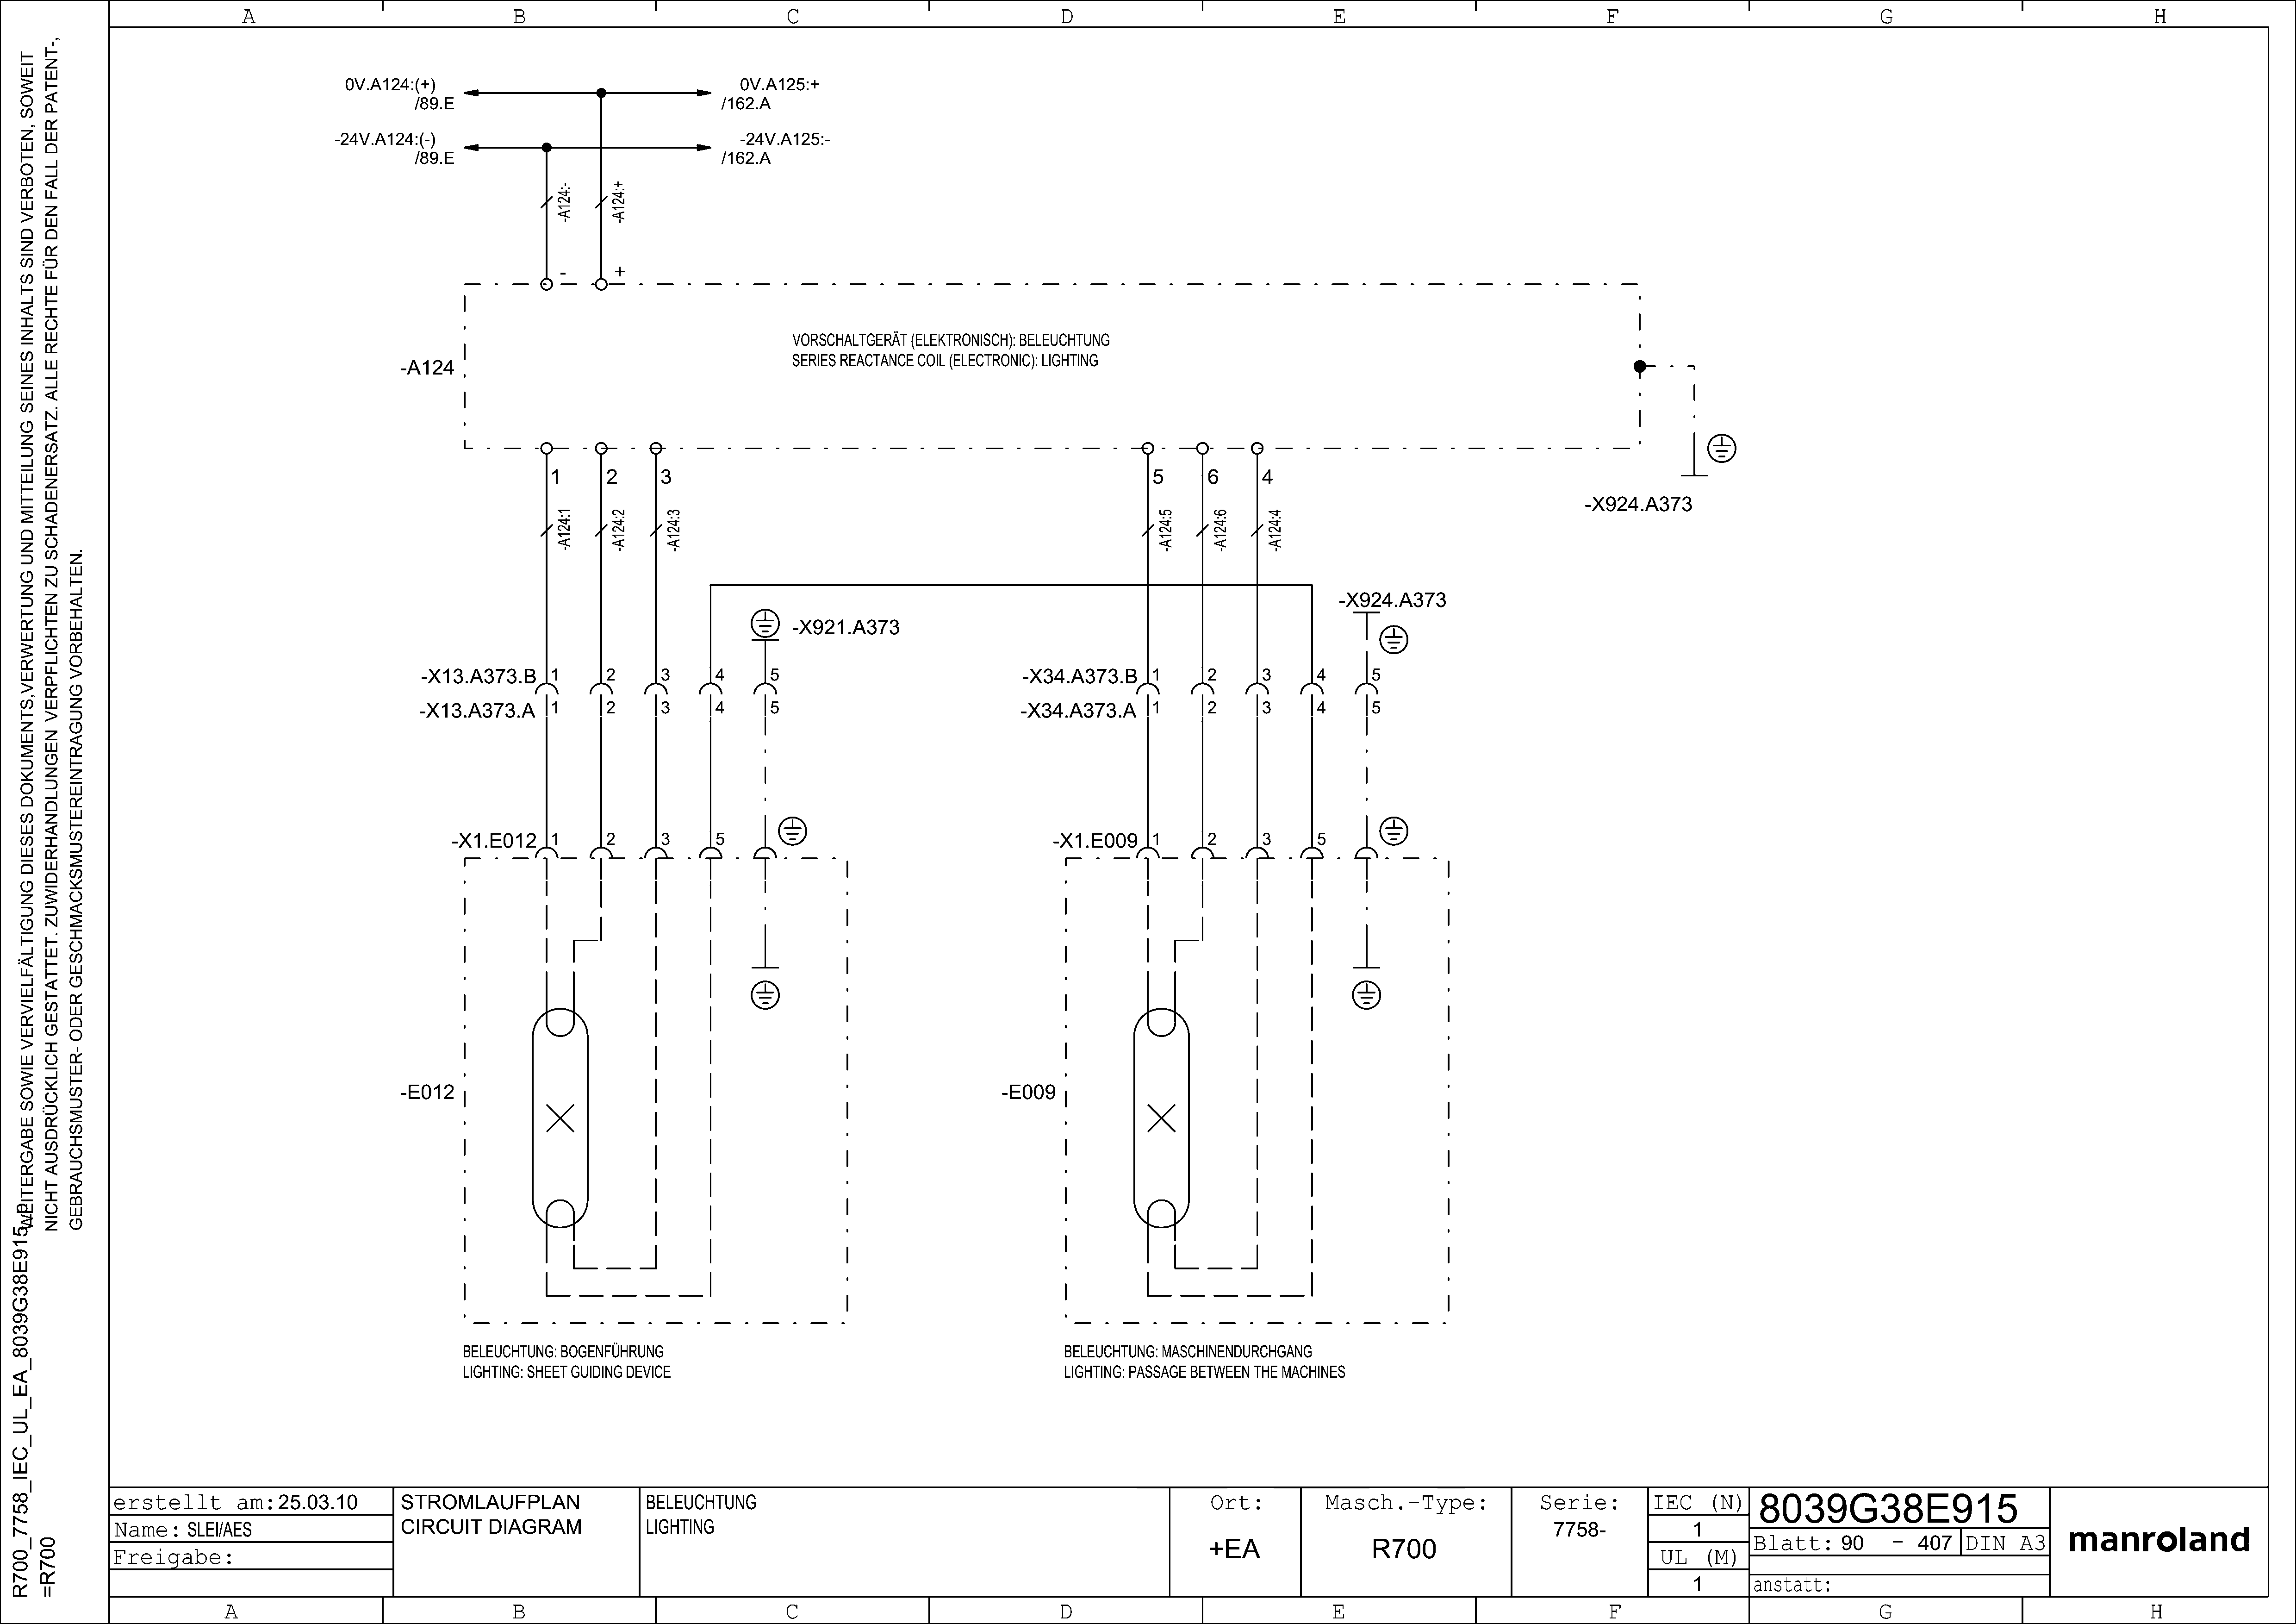 A B C D E F G H
0V.A124:(+)
/89.E
0V.A125:+
/162.A
-24V.A124:(-)
/89.E
-24V.A125:-
/162.A
-A124:-
-A124:+
- +
VORSCHALTGERÄT (ELEKTRONISCH): BELEUCHTUNG
SERIES REACTANCE COIL (ELECTRONIC): LIGHTING
-A124
1 2 3 5 6 4
-X924.A373
-A124:1
-A124:2
-A124:3
-A124:5
-A124:6
-A124:4
-X921.A373
-X924.A373
-X13.A373.B 1 2 3 4 5
-X13.A373.A 1 2 3 4 5
-X34.A373.B 1 2 3 4 5
-X34.A373.A 1 2 3 4 5
-X1.E012 1 2 3 5
-X1.E009 1 2 3 5
-E012
-E009
BELEUCHTUNG: BOGENFÜHRUNG
LIGHTING: SHEET GUIDING DEVICE
BELEUCHTUNG: MASCHINENDURCHGANG
LIGHTING: PASSAGE BETWEEN THE MACHINES
WEITERGABE SOWIE VERVIELFÄLTIGUNG DIESES DOKUMENTS,VERWERTUNG UND MITTEILUNG SEINES INHALTS SIND VERBOTEN, SOWEIT
NICHT AUSDRÜCKLICH GESTATTET. ZUWIDERHANDLUNGEN VERPFLICHTEN ZU SCHADENERSATZ. ALLE RECHTE FÜR DEN FALL DER PATENT-,
GEBRAUCHSMUSTER- ODER GESCHMACKSMUSTEREINTRAGUNG VORBEHALTEN.
=R700
erstellt am: 25.03.10
Name: SLEI/AES
Freigabe:
STROMLAUFPLAN
CIRCUIT DIAGRAM
BELEUCHTUNG
LIGHTING
Ort:
+EA
Masch.-Type:
R700
Serie:
7758-
IEC (N)
1
UL (M)
1
8039G38E915
Blatt: 90 - 407 DIN A3
anstatt:
manroland
A B C D E F G H